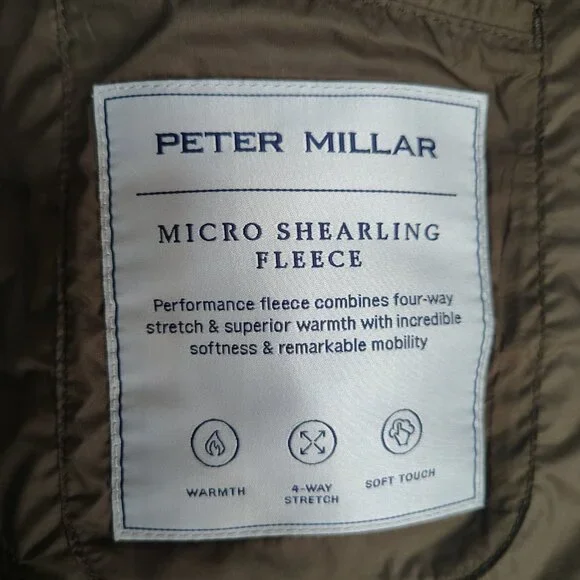 PETER MILLAR
MICRO SHEARLING
FLEECE
Performance fleece combines four-way
stretch & superior warmth with incredible
softness & remarkable mobility
WARMTH
4-WAY
STRETCH
SOFT TOUCH